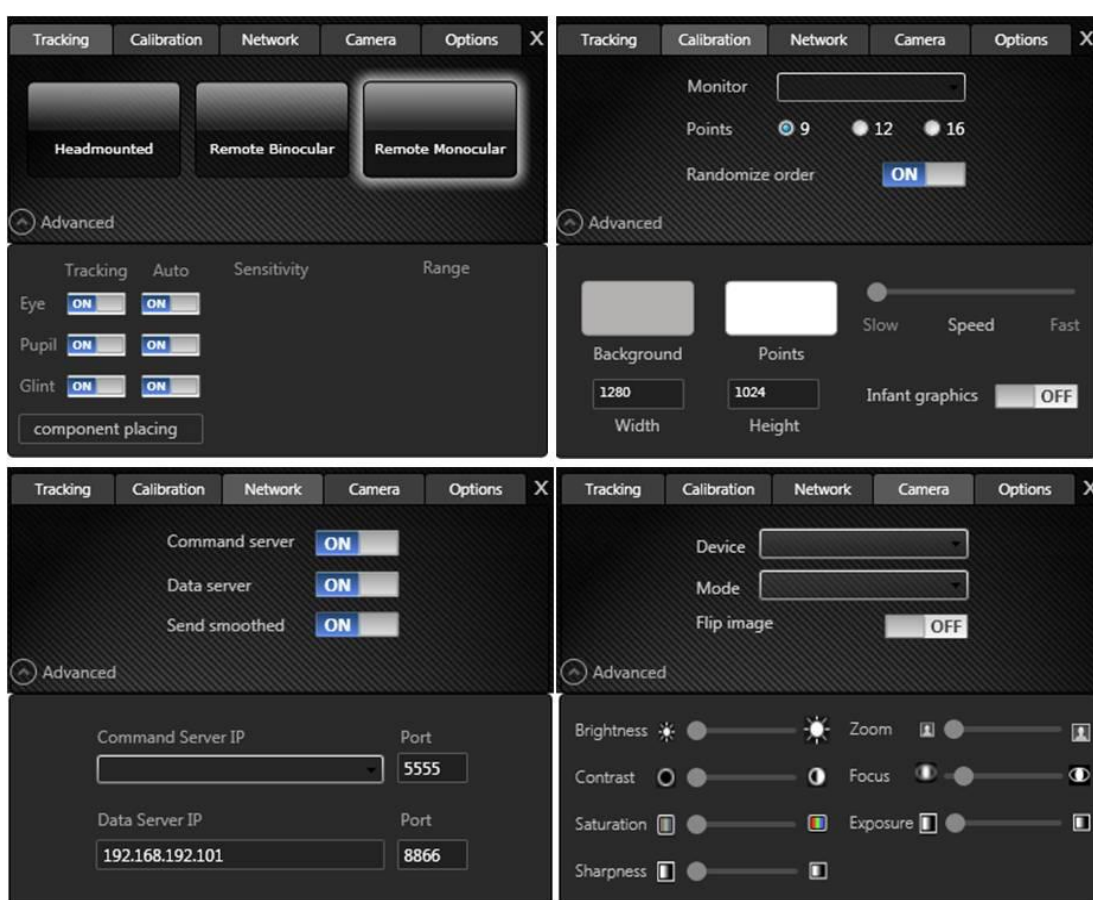 Tracking Calibration Network Camera Options X
Headmounted Remote Binocular Remote Monocular
Advanced
Tracking Auto Sensitivity Range
Eye ON ON
Pupil ON ON
Glint ON ON
component placing
Tracking Calibration Network Camera Options X
Monitor
Points 9 12 16
Randomize order ON
Advanced
Slow Speed Fast
Background Points
1280 1024 Infant graphics OFF
Width Height
Tracking Calibration Network Camera Options X
Command server ON
Data server ON
Send smoothed ON
Advanced
Command Server IP Port
5555
Data Server IP Port
192.168.192.101 8866
Tracking Calibration Network Camera Options X
Device
Mode
Flip image OFF
Advanced
Brightness Zoom
Contrast Focus
Saturation Exposure
Sharpness